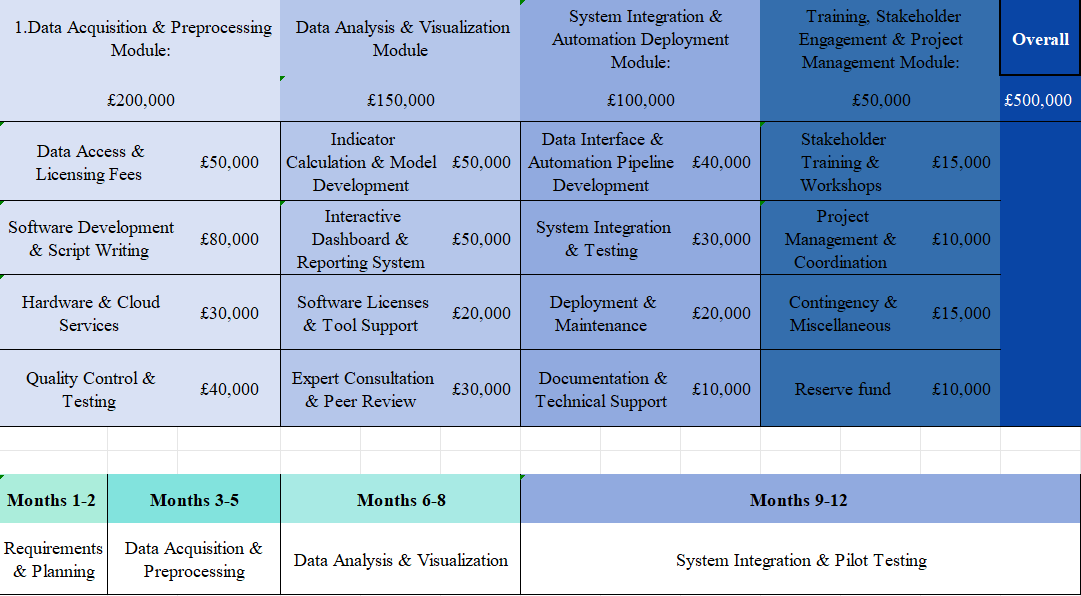 1.Data Acquisition & Preprocessing
Module:
£200,000
Data Analysis & Visualization
Module
£150,000
System Integration &
Automation Deployment
Module:
£100,000
Training, Stakeholder
Engagement & Project
Management Module:
£50,000
Overall
£500,000
Data Access &
Licensing Fees
£50,000
Indicator
Calculation & Model
Development
£50,000
Data Interface &
Automation Pipeline
Development
£40,000
Stakeholder
Training &
Workshops
£15,000
Software Development
& Script Writing
£80,000
Interactive
Dashboard &
Reporting System
£50,000
System Integration
& Testing
£30,000
Project
Management &
Coordination
£10,000
Hardware & Cloud
Services
£30,000
Software Licenses
& Tool Support
£20,000
Deployment &
Maintenance
£20,000
Contingency &
Miscellaneous
£15,000
Quality Control &
Testing
£40,000
Expert Consultation
& Peer Review
£30,000
Documentation &
Technical Support
£10,000
Reserve fund
£10,000
Months 1-2
Months 3-5
Months 6-8
Months 9-12
Requirements
& Planning
Data Acquisition &
Preprocessing
Data Analysis & Visualization
System Integration & Pilot Testing